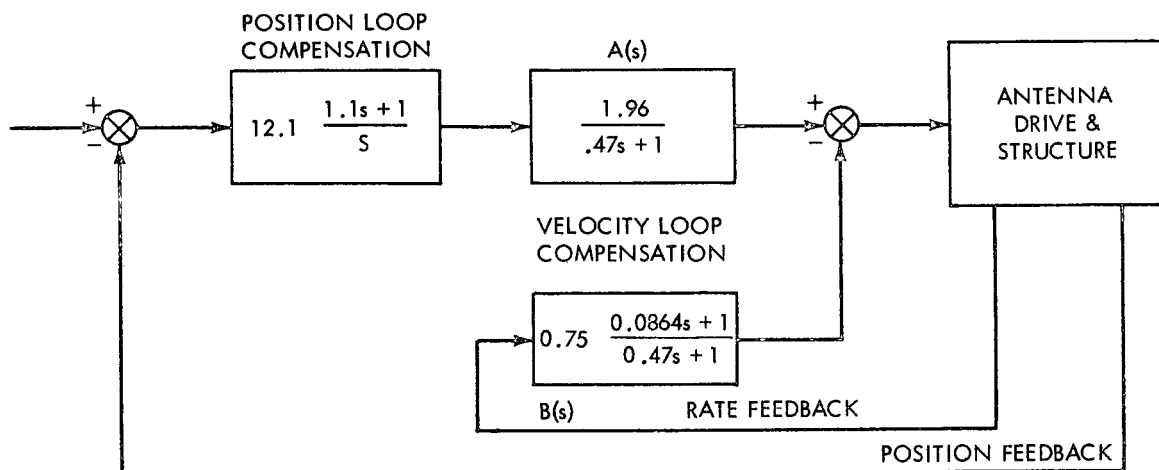 POSITION LOOP
COMPENSATION
A(s)
+
−
12.1 1.1s + 1
S
1.96
.47s + 1
+
−
ANTENNA
DRIVE &
STRUCTURE
VELOCITY LOOP
COMPENSATION
0.75 0.0864s + 1
0.47s + 1
B(s)
RATE FEEDBACK
POSITION FEEDBACK